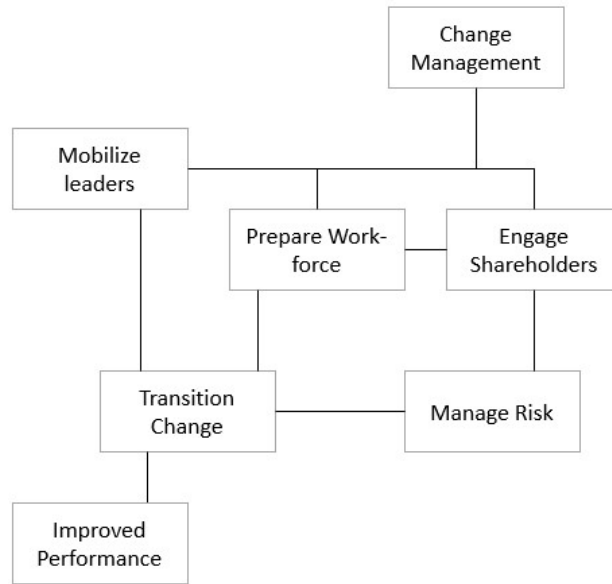 Change
Management
Mobilize
leaders
Prepare Work-
force
Engage
Shareholders
Transition
Change
Manage Risk
Improved
Performance